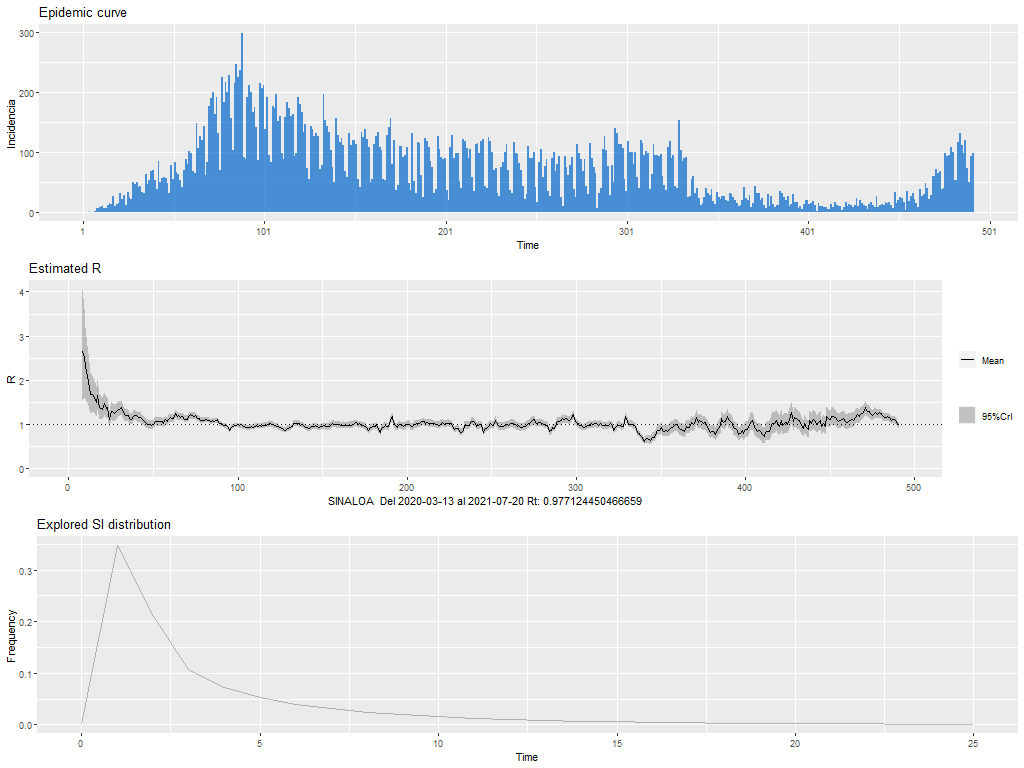 Epidemic curve
300
200
100
0
Incidencia
1
101
201
301
401
501
Time
Estimated R
4
3
2
1
0
R
Mean
95%CrI
0
100
200
300
400
500
SINALOA Del 2020-03-13 al 2021-07-20 Rt: 0.977124450466659
Explored SI distribution
0.3
0.2
0.1
0.0
Frequency
0
5
10
15
20
25
Time